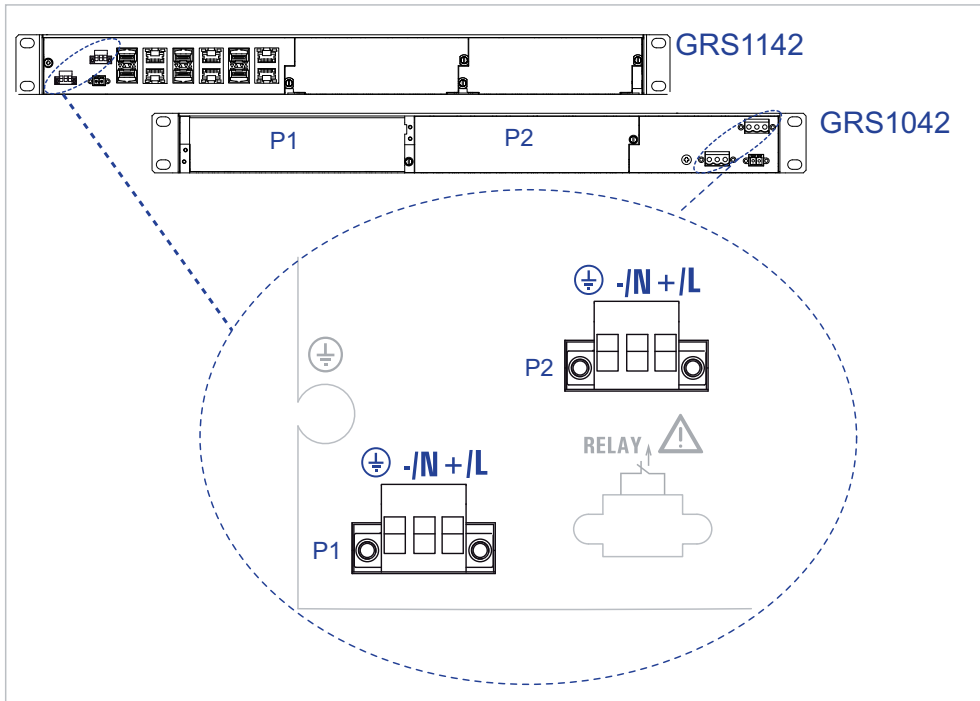 GRS1142
GRS1042
P1 P2
-/N +/L
P2
RELAY
-/N +/L
P1